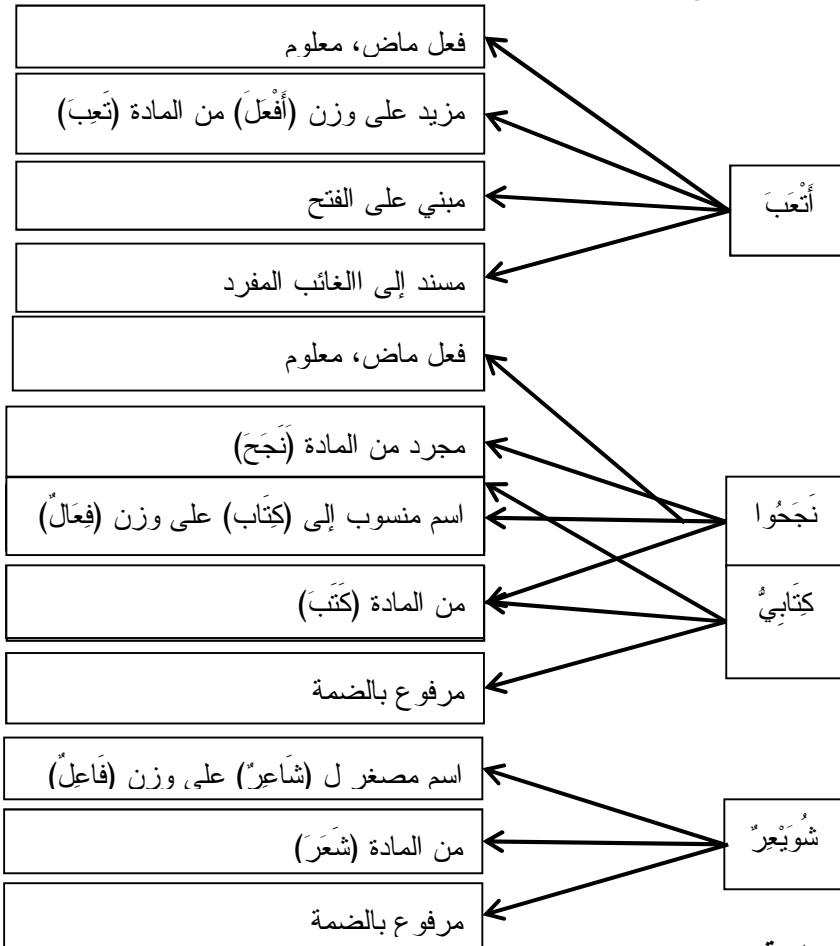 فعل ماض، معلوم
مزيد على وزن (أَفْعَلَ) من المادة (تَعِبَ)
أَتْعَبَ
مبني على الفتح
مسند إلى االغائب المفرد
فعل ماض، معلوم
مجرد من المادة (نَجَحَ)
نَجَحُوا
اسم منسوب إلى (كِتَاب) على وزن (فِعَالٌ)
كِتَابِيُّ
من المادة (كَتَبَ)
مرفوع بالضمة
اسم مصغر ل (شَاعِرٌ) على وزن (فَاعِلٌ)
شُوَيْعِرٌ
من المادة (شَعَرَ)
مرفوع بالضمة